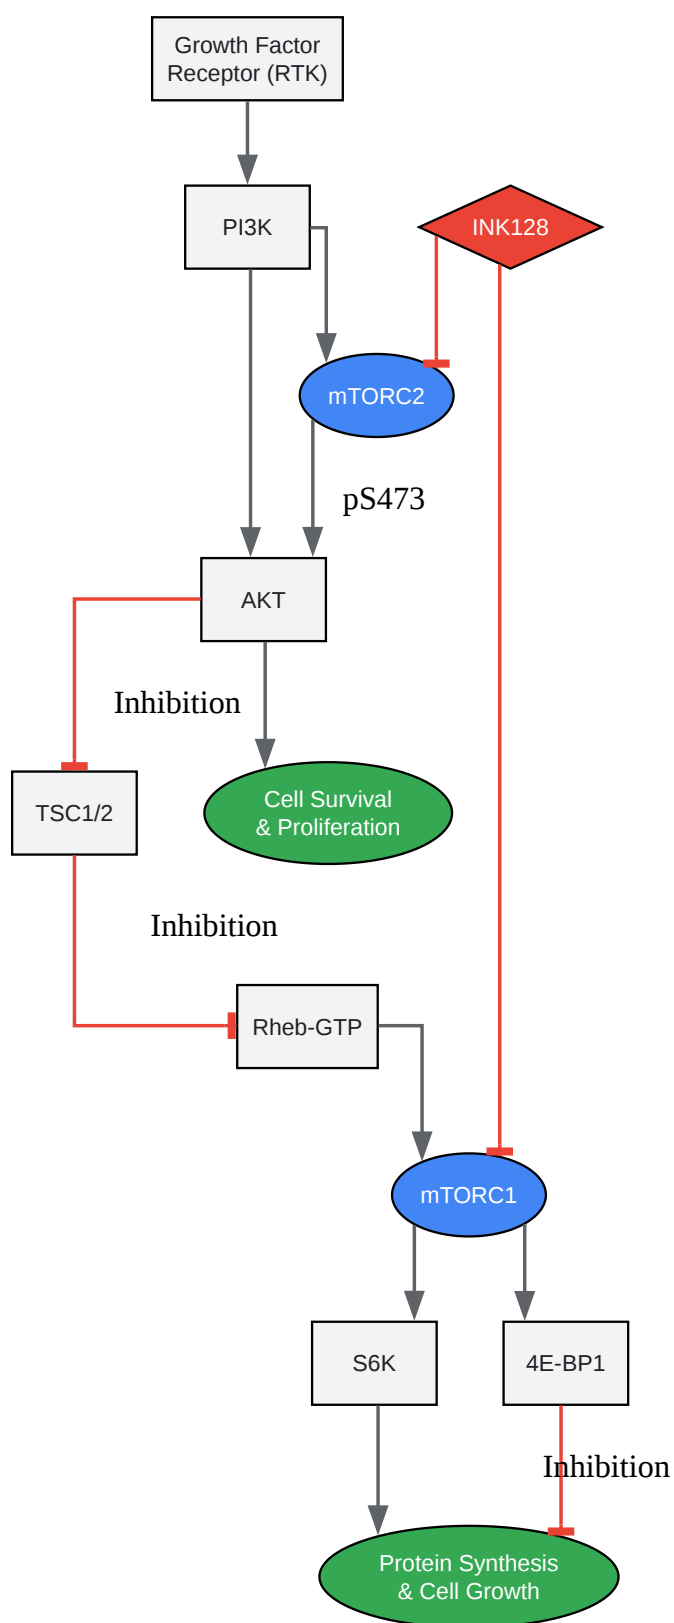 Growth Factor
Receptor (RTK)
PI3K
INK128
mTORC2
pS473
AKT
Inhibition
TSC1/2
Cell Survival
& Proliferation
Inhibition
Rheb-GTP
mTORC1
S6K
4E-BP1
Inhibition
Protein Synthesis
& Cell Growth